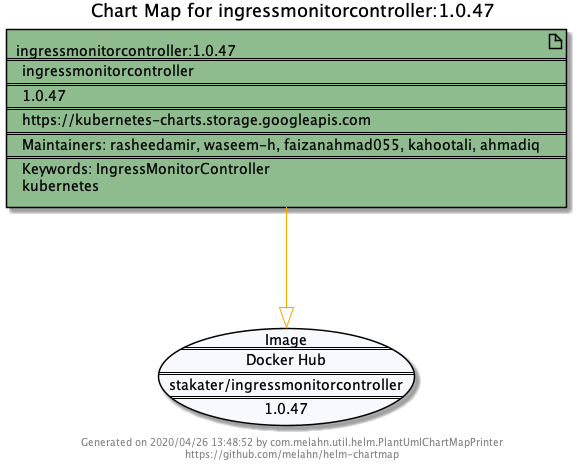 Chart Map for ingressmonitorcontroller:1.0.47
ingressmonitorcontroller:1.0.47
ingressmonitorcontroller
1.0.47
https://kubernetes-charts.storage.googleapis.com
Maintainers: rasheedamir, waseem-h, faizanahmad055, kahootali, ahmadiq
Keywords: IngressMonitorController
kubernetes
Image
Docker Hub
stakater/ingressmonitorcontroller
1.0.47
Generated on 2020/04/26 13:48:52 by com.melahn.util.helm.PlantUmlChartMapPrinter
https://github.com/melahn/helm-chartmap